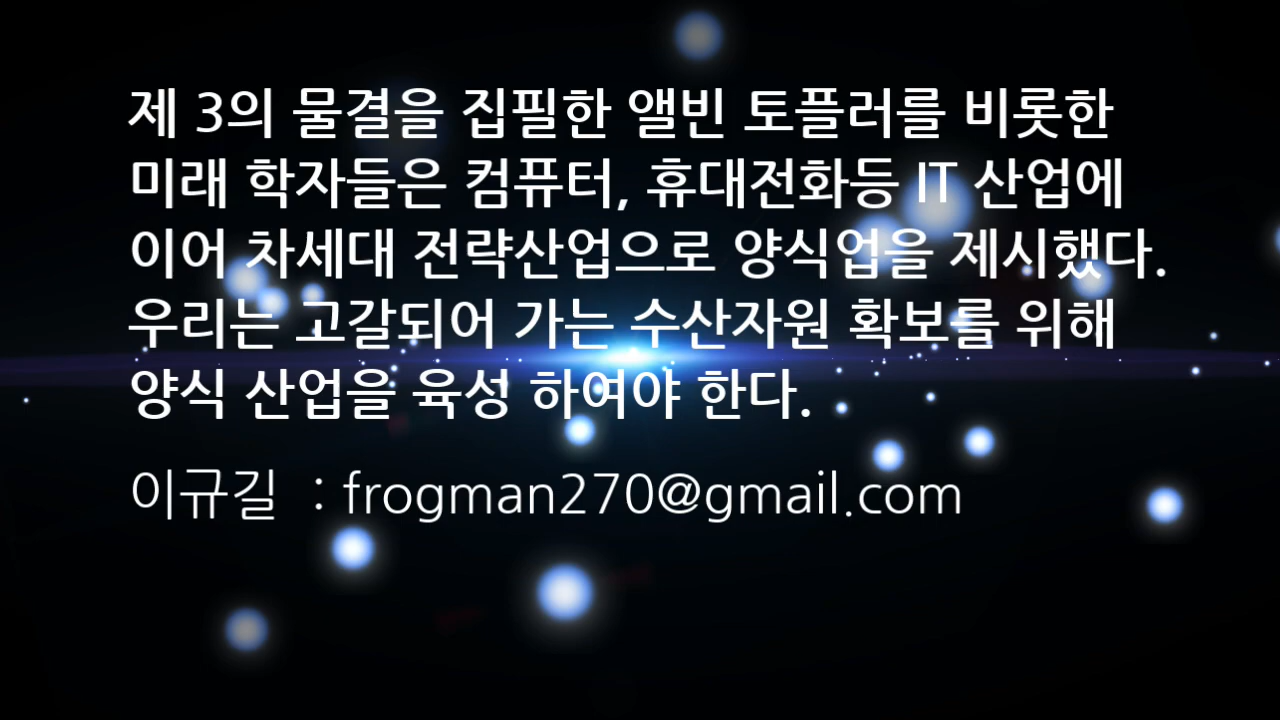 제 3의 물결을 집필한 앨빈 토플러를 비롯한
미래 학자들은 컴퓨터, 휴대전화등 IT 산업에
이어 차세대 전략산업으로 양식업을 제시했다.
우리는 고갈되어 가는 수산자원 확보를 위해
양식 산업을 육성 하여야 한다.
이규길 : frogman270@gmail.com